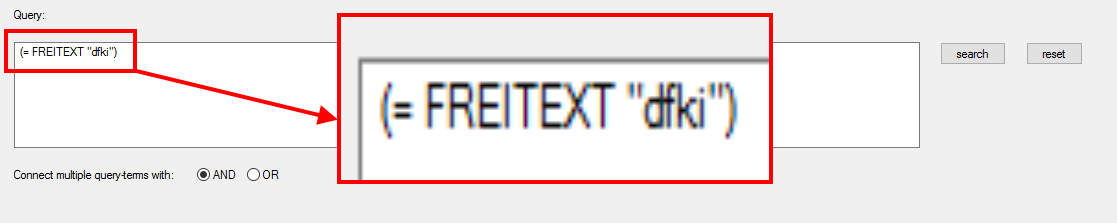 Query:
(= FREITEXT "dfki")
(= FREITEXT "dfki")
search
reset
Connect multiple query-terms with: AND OR